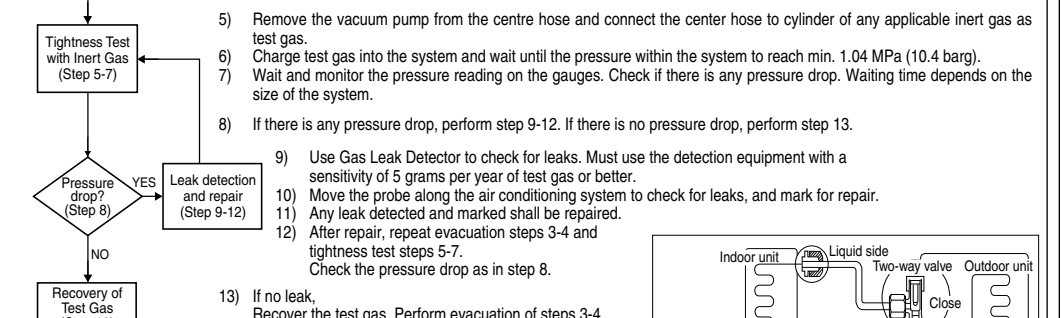 5) Remove the vacuum pump from the centre hose and connect the center hose to cylinder of any applicable inert gas as
test gas.
6) Charge test gas into the system and wait until the pressure within the system to reach min. 1.04 MPa (10.4 barg).
7) Wait and monitor the pressure reading on the gauges. Check if there is any pressure drop. Waiting time depends on the
size of the system.
8) If there is any pressure drop, perform step 9-12. If there is no pressure drop, perform step 13.
9) Use Gas Leak Detector to check for leaks. Must use the detection equipment with a
sensitivity of 5 grams per year of test gas or better.
10) Move the probe along the air conditioning system to check for leaks, and mark for repair.
11) Any leak detected and marked shall be repaired.
12) After repair, repeat evacuation steps 3-4 and
tightness test steps 5-7.
Check the pressure drop as in step 8.
13) If no leak,
Recover the test gas. Perform evacuation of steps 3-4.
Tightness Test
with Inert Gas
(Step 5-7)
Pressure
drop?
(Step 8)
YES
Leak detection
and repair
(Step 9-12)
NO
Recovery of
Test Gas
Indoor unit
Liquid side
Two-way valve
Outdoor unit
Close